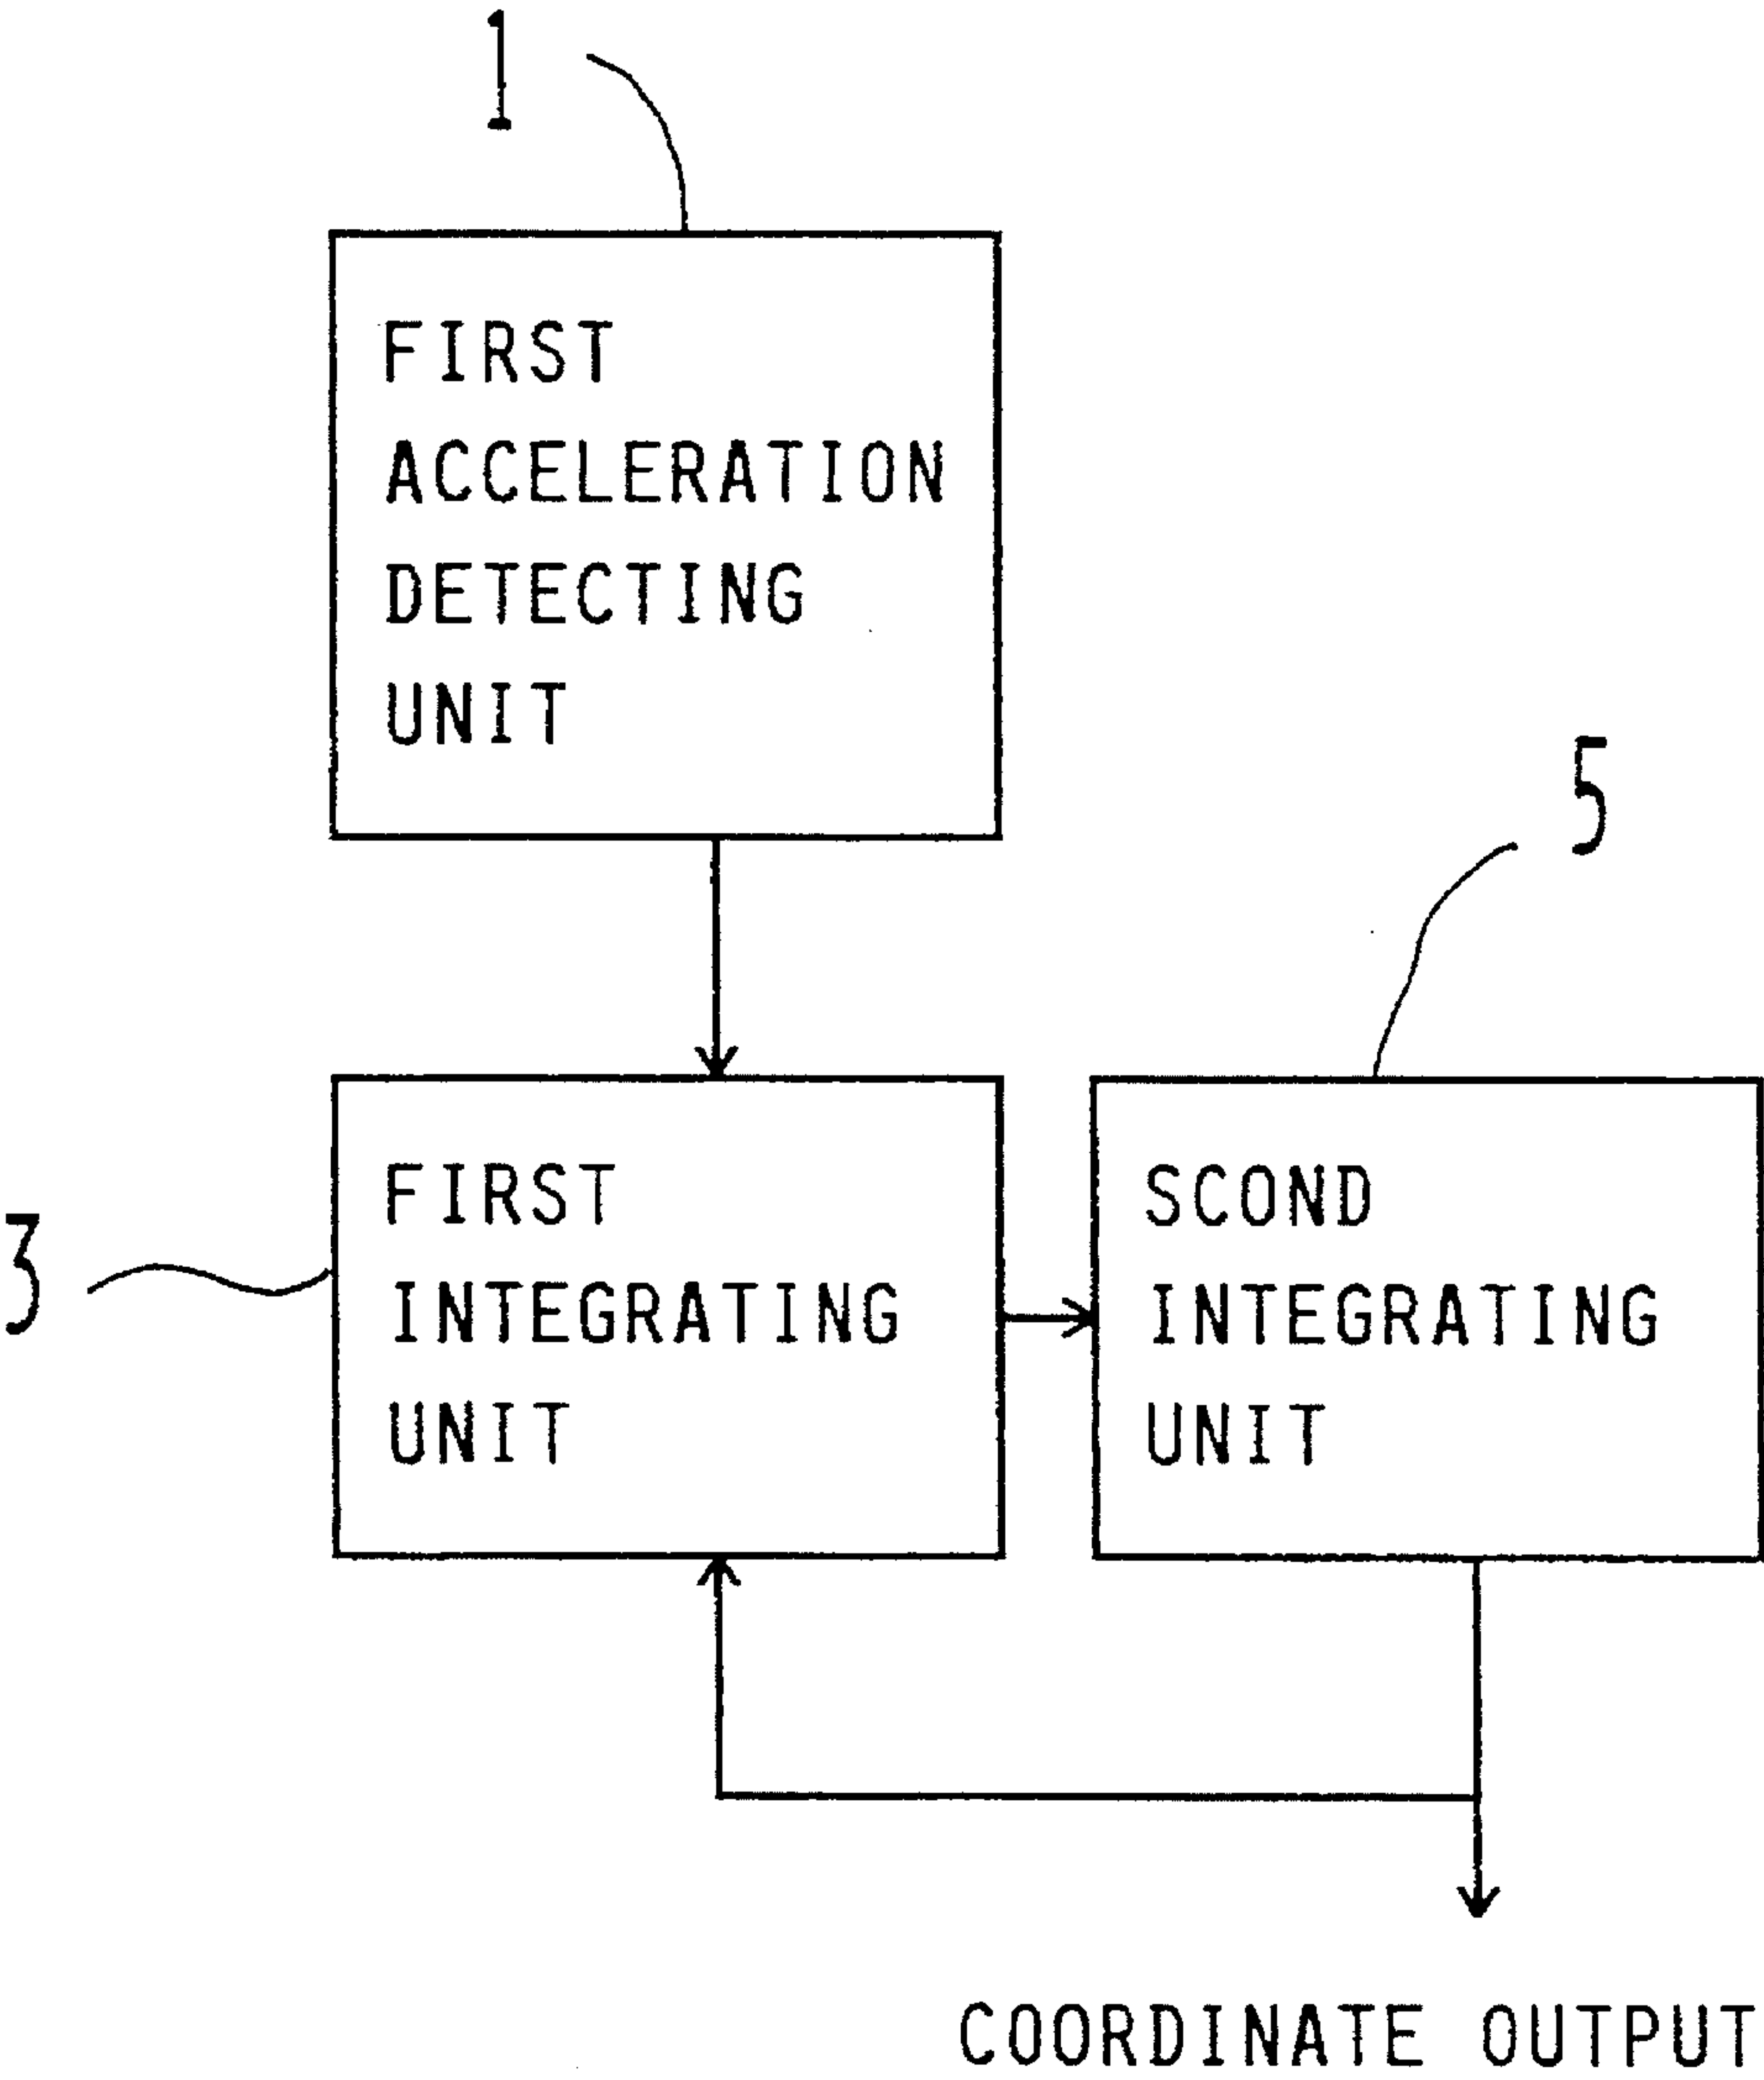 1
FIRST
ACCELERATION
DETECTING
UNIT
5
3
FIRST
INTEGRATING
UNIT
SCOND
INTEGRATING
UNIT
COORDINATE OUTPUT